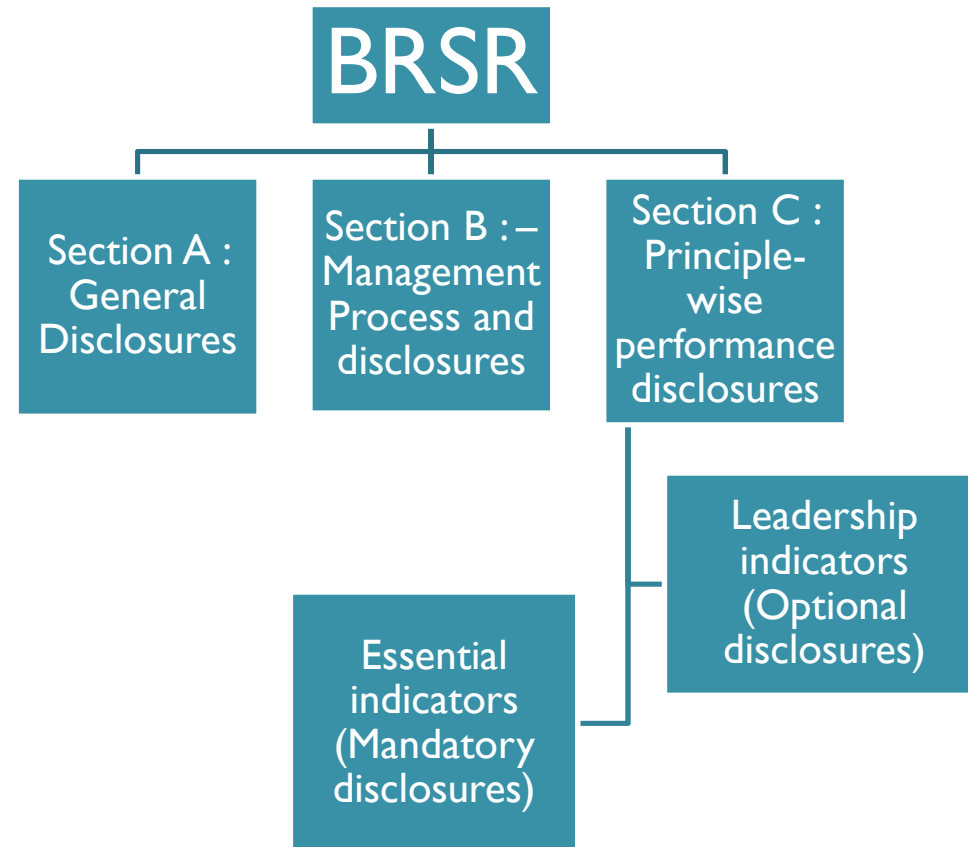 BRSR
Section A :
General
Disclosures
Section B : –
Management
Process and
disclosures
Section C :
Principle-
wise
performance
disclosures
Leadership
indicators
(Optional
disclosures)
Essential
indicators
(Mandatory
disclosures)